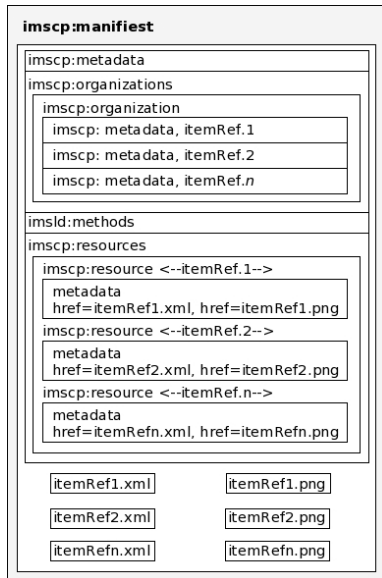 imscp:manifiest
imscp:metadata
imscp:organizations
imscp:organization
imscp: metadata, itemRef.1
imscp: metadata, itemRef.2
imscp: metadata, itemRef.n
imsld:methods
imscp:resources
imscp:resource <--itemRef.1-->
metadata
href=itemRef1.xml, href=itemRef1.png
imscp:resource <--itemRef.2-->
metadata
href=itemRef2.xml, href=itemRef2.png
imscp:resource <--itemRef.n-->
metadata
href=itemRefn.xml, href=itemRefn.png
itemRef1.xml itemRef1.png
itemRef2.xml itemRef2.png
itemRefn.xml itemRefn.png